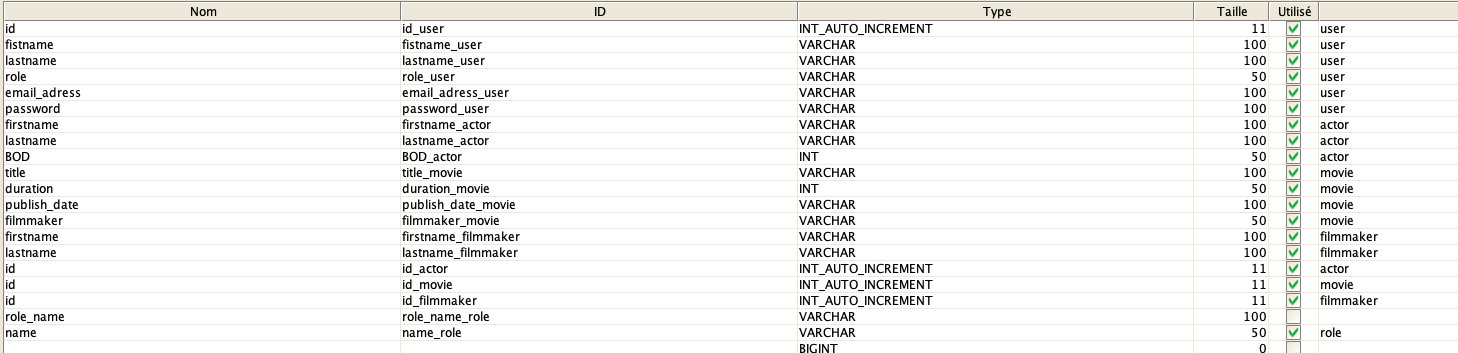 Nom ID Type Taille Utilisé
id id_user INT_AUTO_INCREMENT 11 user
fistname fistname_user VARCHAR 100 user
lastname lastname_user VARCHAR 100 user
role role_user VARCHAR 50 user
email_adress email_adress_user VARCHAR 100 user
password password_user VARCHAR 100 user
firstname firstname_actor VARCHAR 100 actor
lastname lastname_actor VARCHAR 100 actor
BOD BOD_actor INT 50 actor
title title_movie VARCHAR 100 movie
duration duration_movie INT 50 movie
publish_date publish_date_movie VARCHAR 100 movie
filmmaker filmmaker_movie VARCHAR 50 movie
firstname firstname_filmmaker VARCHAR 100 filmmaker
lastname lastname_filmmaker VARCHAR 100 filmmaker
id id_actor INT_AUTO_INCREMENT 11 actor
id id_movie INT_AUTO_INCREMENT 11 movie
id id_filmmaker INT_AUTO_INCREMENT 11 filmmaker
role_name role_name_role VARCHAR 100
name name_role VARCHAR 50 role
BIGINT 0